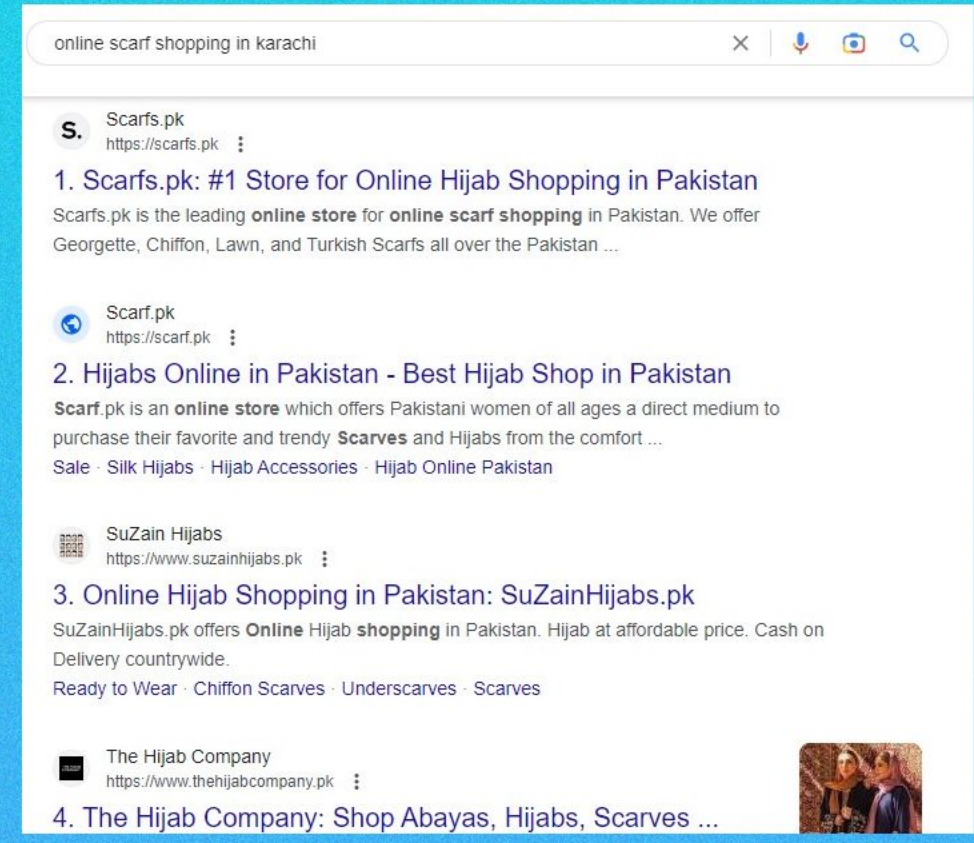 online scarf shopping in karachi
S.
Scarfs.pk
https://scarfs.pk
1. Scarfs.pk: #1 Store for Online Hijab Shopping in Pakistan
Scarfs.pk is the leading online store for online scarf shopping in Pakistan. We offer
Georgette, Chiffon, Lawn, and Turkish Scarfs all over the Pakistan ...
Scarf.pk
https://scarf.pk
2. Hijabs Online in Pakistan - Best Hijab Shop in Pakistan
Scarf.pk is an online store which offers Pakistani women of all ages a direct medium to
purchase their favorite and trendy Scarves and Hijabs from the comfort ...
Sale · Silk Hijabs · Hijab Accessories · Hijab Online Pakistan
SuZain Hijabs
https://www.suzainhijabs.pk
3. Online Hijab Shopping in Pakistan: SuZainHijabs.pk
SuZainHijabs.pk offers Online Hijab shopping in Pakistan. Hijab at affordable price. Cash on
Delivery countrywide.
Ready to Wear · Chiffon Scarves · Underscarves · Scarves
The Hijab Company
https://www.thehijabcompany.pk
4. The Hijab Company: Shop Abayas, Hijabs, Scarves ...